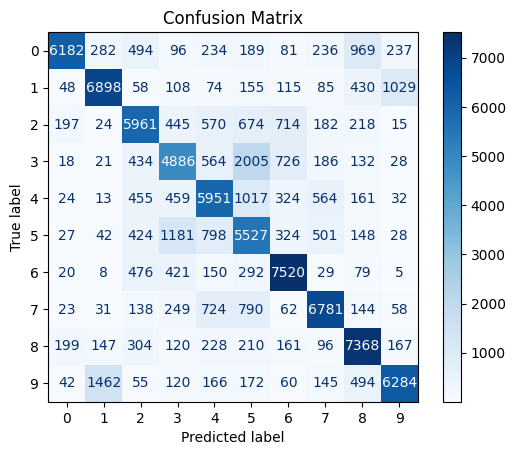 Confusion Matrix
0 6182 282 494 96 234 189 81 236 969 237
1 48 6898 58 108 74 155 115 85 430 1029
2 197 24 5961 445 570 674 714 182 218 15
3 18 21 434 4886 564 2005 726 186 132 28
4 24 13 455 459 5951 1017 324 564 161 32
5 27 42 424 1181 798 5527 324 501 148 28
6 20 8 476 421 150 292 7520 29 79 5
7 23 31 138 249 724 790 62 6781 144 58
8 199 147 304 120 228 210 161 96 7368 167
9 42 1462 55 120 166 172 60 145 494 6284
0 1 2 3 4 5 6 7 8 9
Predicted label
True label
7000
6000
5000
4000
3000
2000
1000